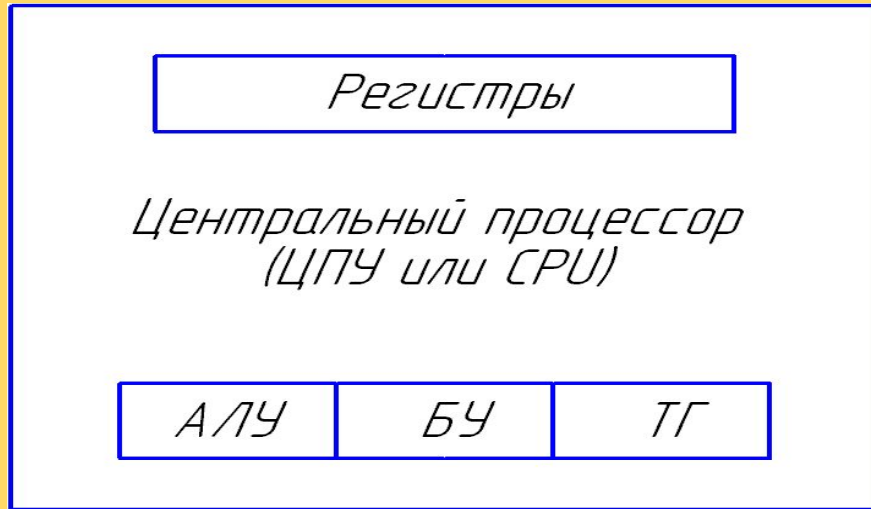 Регистры
Центральный процессор
(ЦПУ или CPU)
АЛУ БУ ТГ